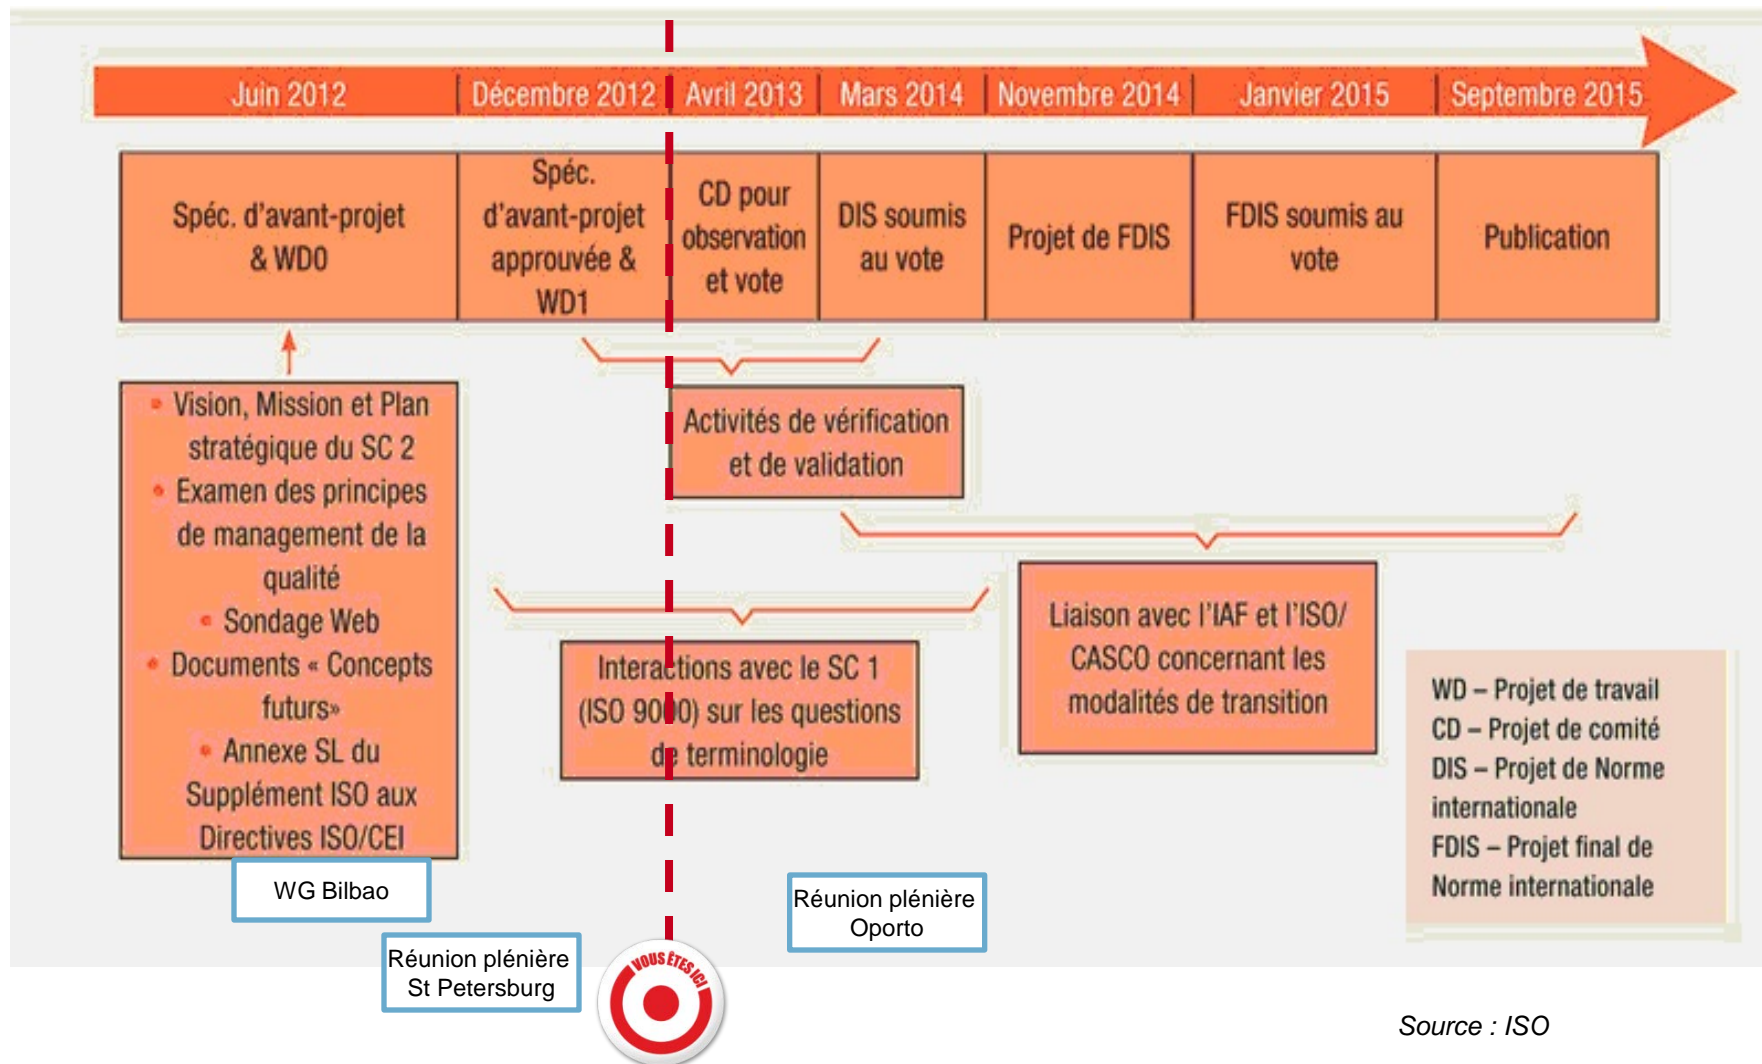 Juin 2012
Décembre 2012
Avril 2013
Mars 2014
Novembre 2014
Janvier 2015
Septembre 2015
Spéc. d'avant-projet
& WD0
Spéc.
d'avant-projet
approuvée &
WD1
CD pour
observation
et vote
DIS soumis
au vote
Projet de FDIS
FDIS soumis au
vote
Publication
• Vision, Mission et Plan
stratégique du SC 2
• Examen des principes
de management de la
qualité
• Sondage Web
• Documents « Concepts
futurs»
• Annexe SL du
Supplément ISO aux
Directives ISO/CEI
Activités de vérification
et de validation
Interactions avec le SC 1
(ISO 9000) sur les questions
de terminologie
Liaison avec l'IAF et l'ISO/
CASCO concernant les
modalités de transition
WD – Projet de travail
CD – Projet de comité
DIS – Projet de Norme
internationale
FDIS – Projet final de
Norme internationale
WG Bilbao
Réunion plénière
St Petersburg
VOUS ÊTES ICI
Réunion plénière
Oporto
Source : ISO